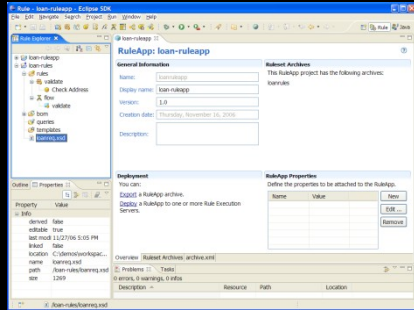 Rule - loan-ruleapp - Eclipse SDK
File Edit Navigate Search Project Run Window Help
Rule Java
Rule Explorer
loan-ruleapp
loan-rules
rules
validate
Check Address
flow
validate
bom
queries
templates
loanreq.xsd
Outline Properties
Property Value
Info
derived false
editable true
last modi 11/27/06 5:05 PM
linked false
location C:\demos\workspac...
name loanreq.xsd
path /loan-rules/loanreq.xsd
size 1269
loan-ruleapp
RuleApp: loan-ruleapp
General Information
Name: loanruleapp
Display name: loan-ruleapp
Version: 1.0
Creation date: Thursday, November 16, 2006
Description:
Ruleset Archives
This RuleApp project has the following archives:
loanrules
Deployment
You can:
Export a RuleApp archive.
Deploy a RuleApp to one or more Rule Execution
Servers.
RuleApp Properties
Define the properties to be attached to the RuleApp.
Name Value
New
Edit ...
Remove
Overview Ruleset Archives archive.xml
Problems Tasks
0 errors, 0 warnings, 0 infos
Description Resource Path Location
/loan-rules/loanreq.xsd